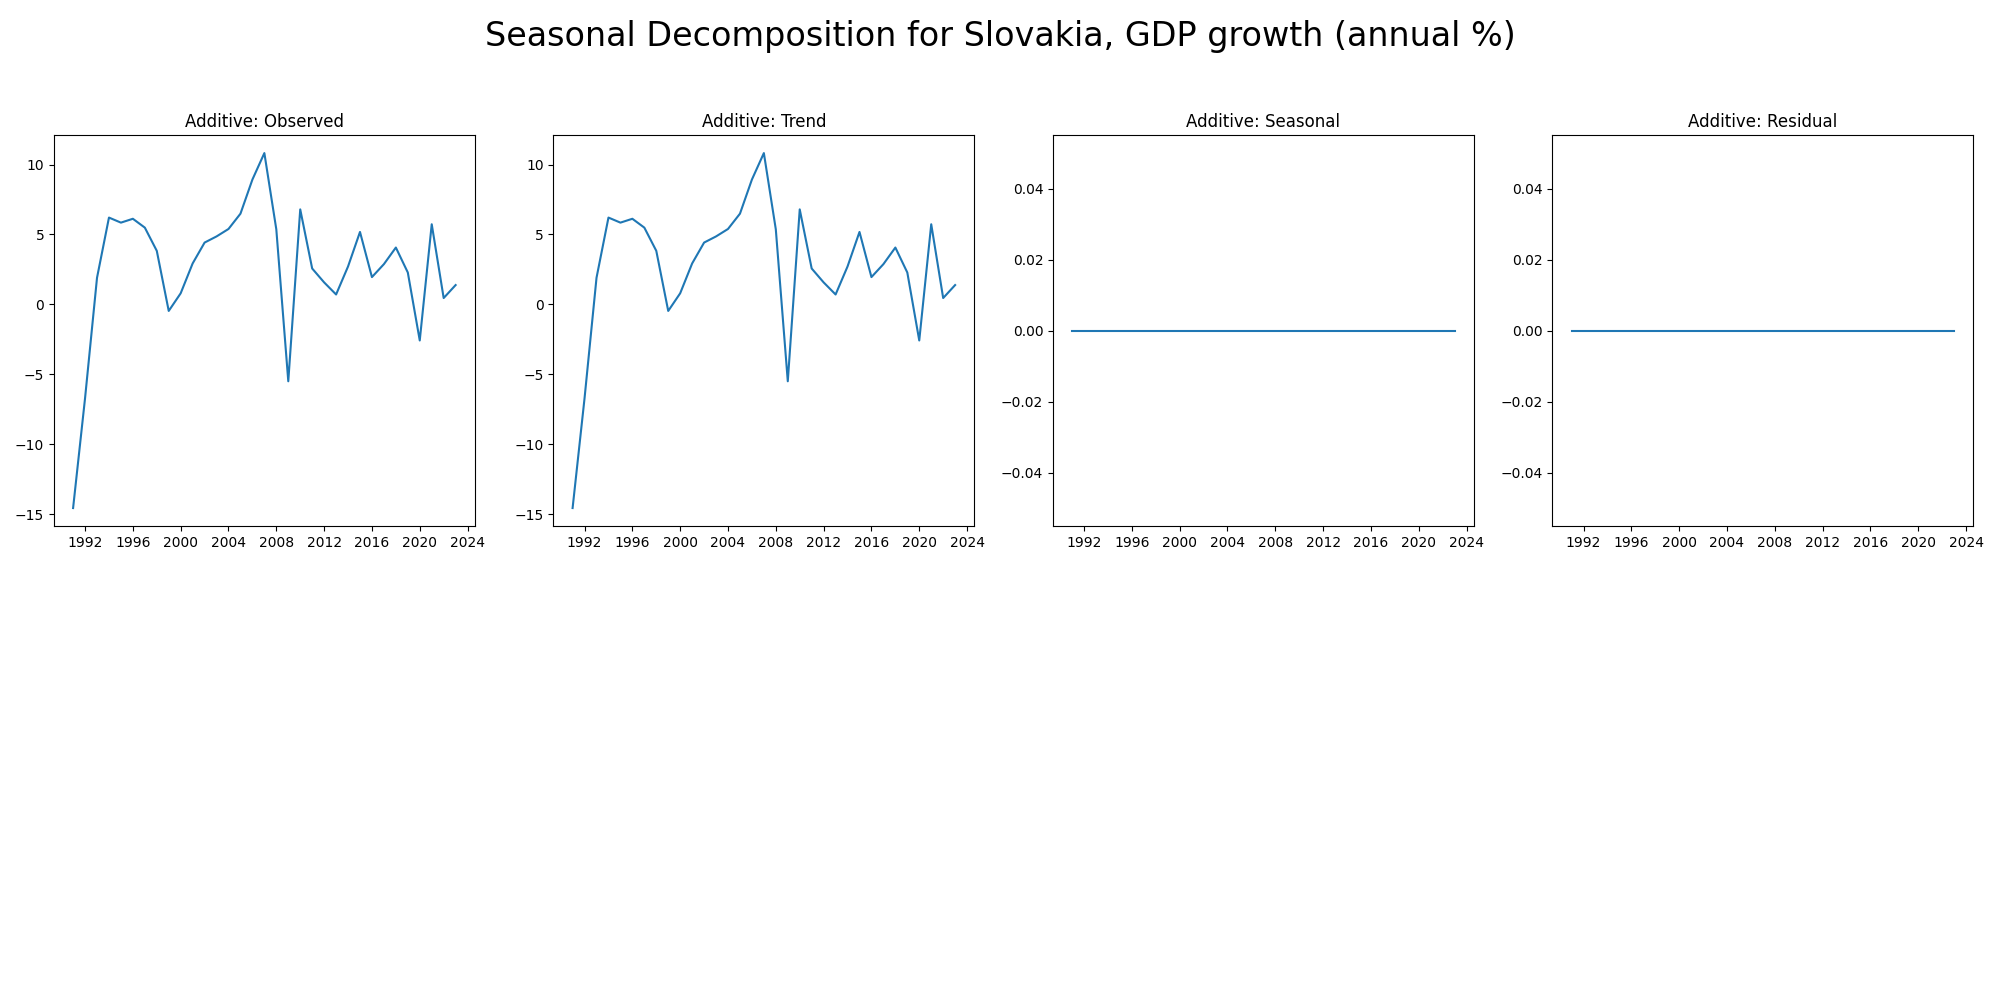 Seasonal Decomposition for Slovakia, GDP growth (annual %)
Additive: Observed
10
5
0
−5
−10
−15
1992 1996 2000 2004 2008 2012 2016 2020 2024
Additive: Trend
10
5
0
−5
−10
−15
1992 1996 2000 2004 2008 2012 2016 2020 2024
Additive: Seasonal
0.04
0.02
0.00
−0.02
−0.04
1992 1996 2000 2004 2008 2012 2016 2020 2024
Additive: Residual
0.04
0.02
0.00
−0.02
−0.04
1992 1996 2000 2004 2008 2012 2016 2020 2024